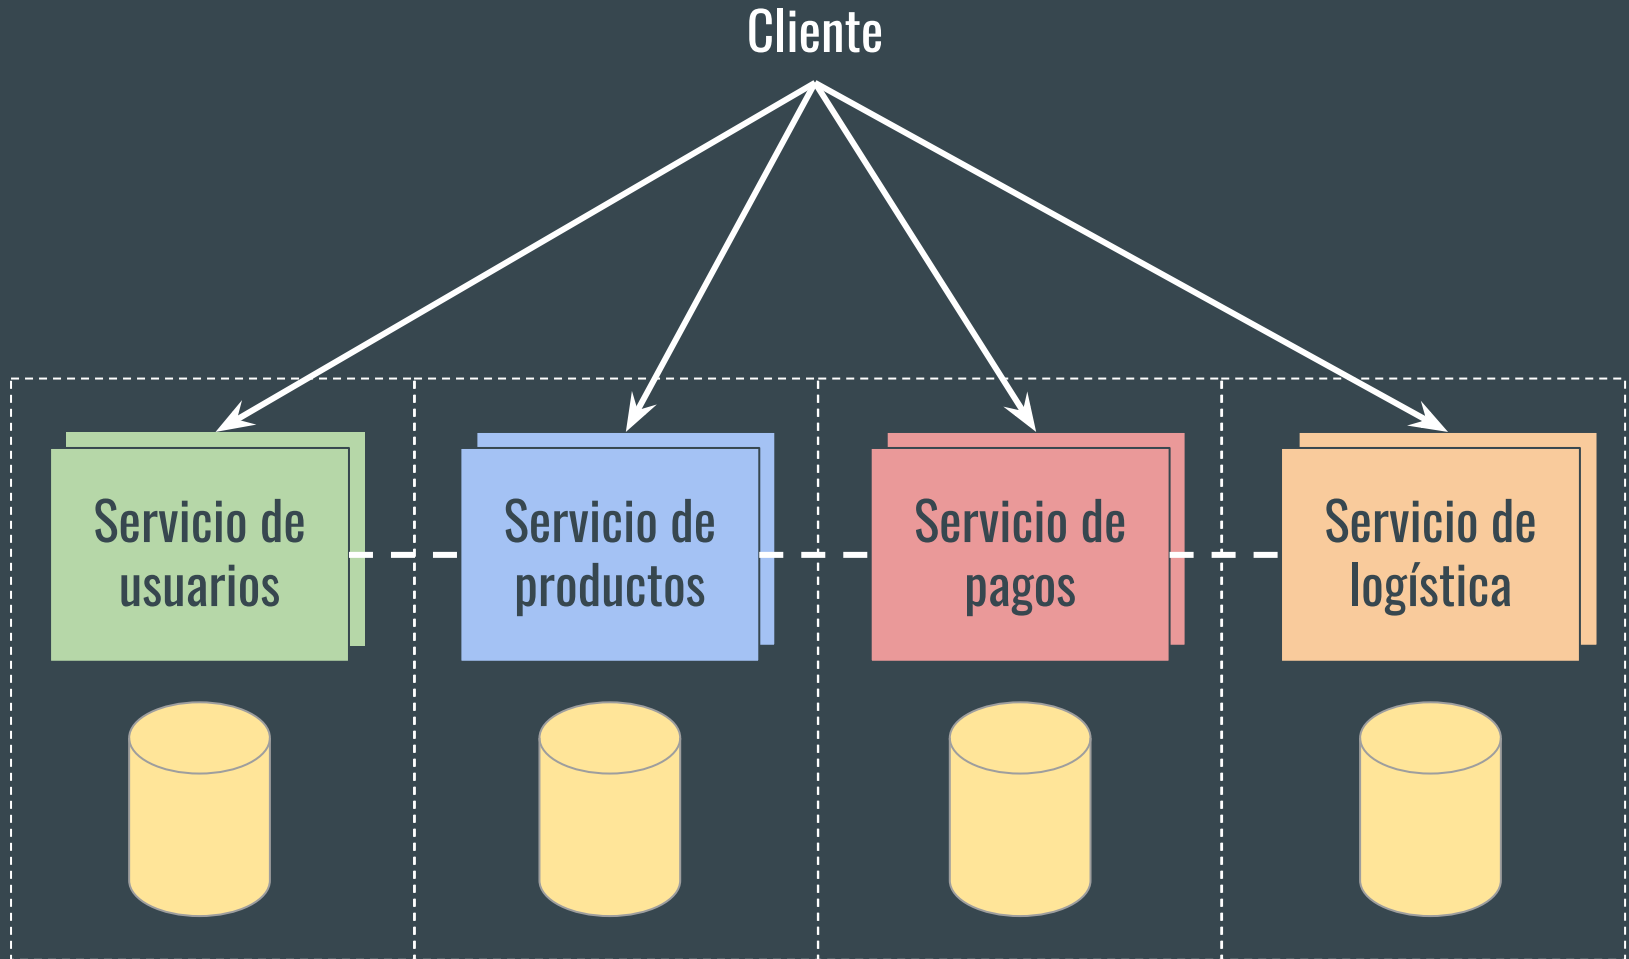 Cliente
Servicio de
usuarios
Servicio de
productos
Servicio de
pagos
Servicio de
logística